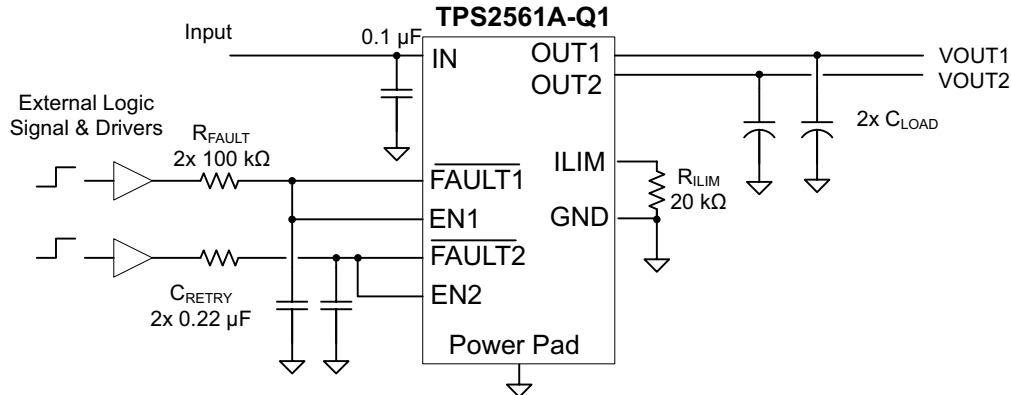 TPS2561A-Q1
Input
0.1 µF
IN
OUT1
OUT2
VOUT1
VOUT2
External Logic
Signal & Drivers
2x CLOAD
RFAULT
2x 100 kΩ
ILIM
RILIM
20 kΩ
FAULT1
EN1
GND
FAULT2
EN2
CRETRY
2x 0.22 µF
Power Pad